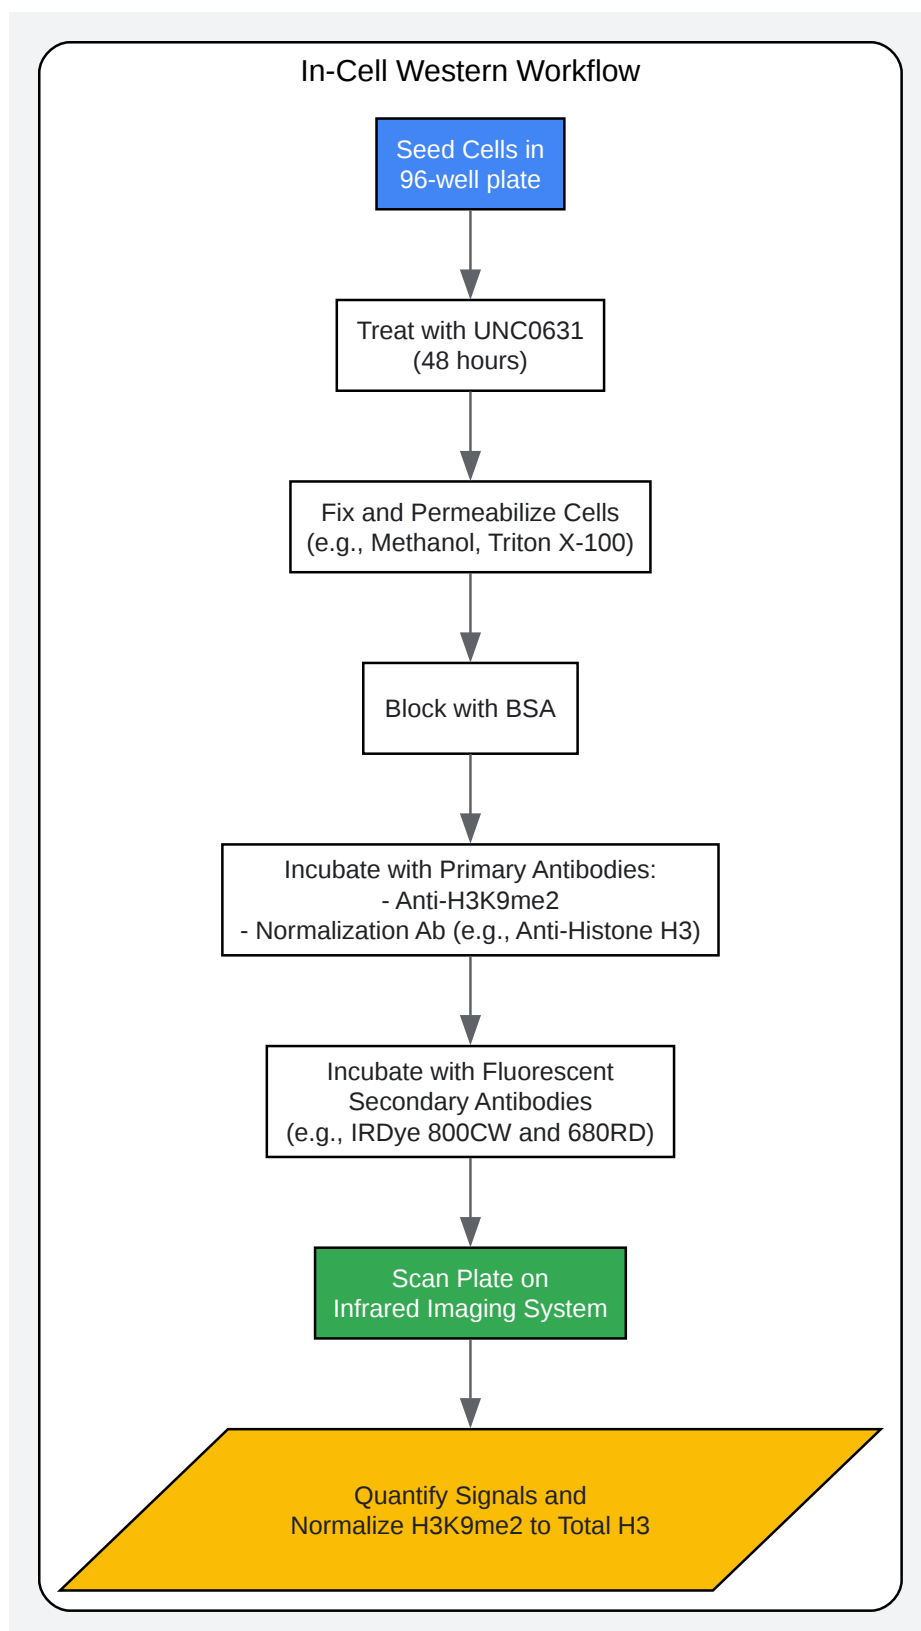 In-Cell Western Workflow
Seed Cells in
96-well plate
Treat with UNC0631
(48 hours)
Fix and Permeabilize Cells
(e.g., Methanol, Triton X-100)
Block with BSA
Incubate with Primary Antibodies:
- Anti-H3K9me2
- Normalization Ab (e.g., Anti-Histone H3)
Incubate with Fluorescent
Secondary Antibodies
(e.g., IRDye 800CW and 680RD)
Scan Plate on
Infrared Imaging System
Quantify Signals and
Normalize H3K9me2 to Total H3